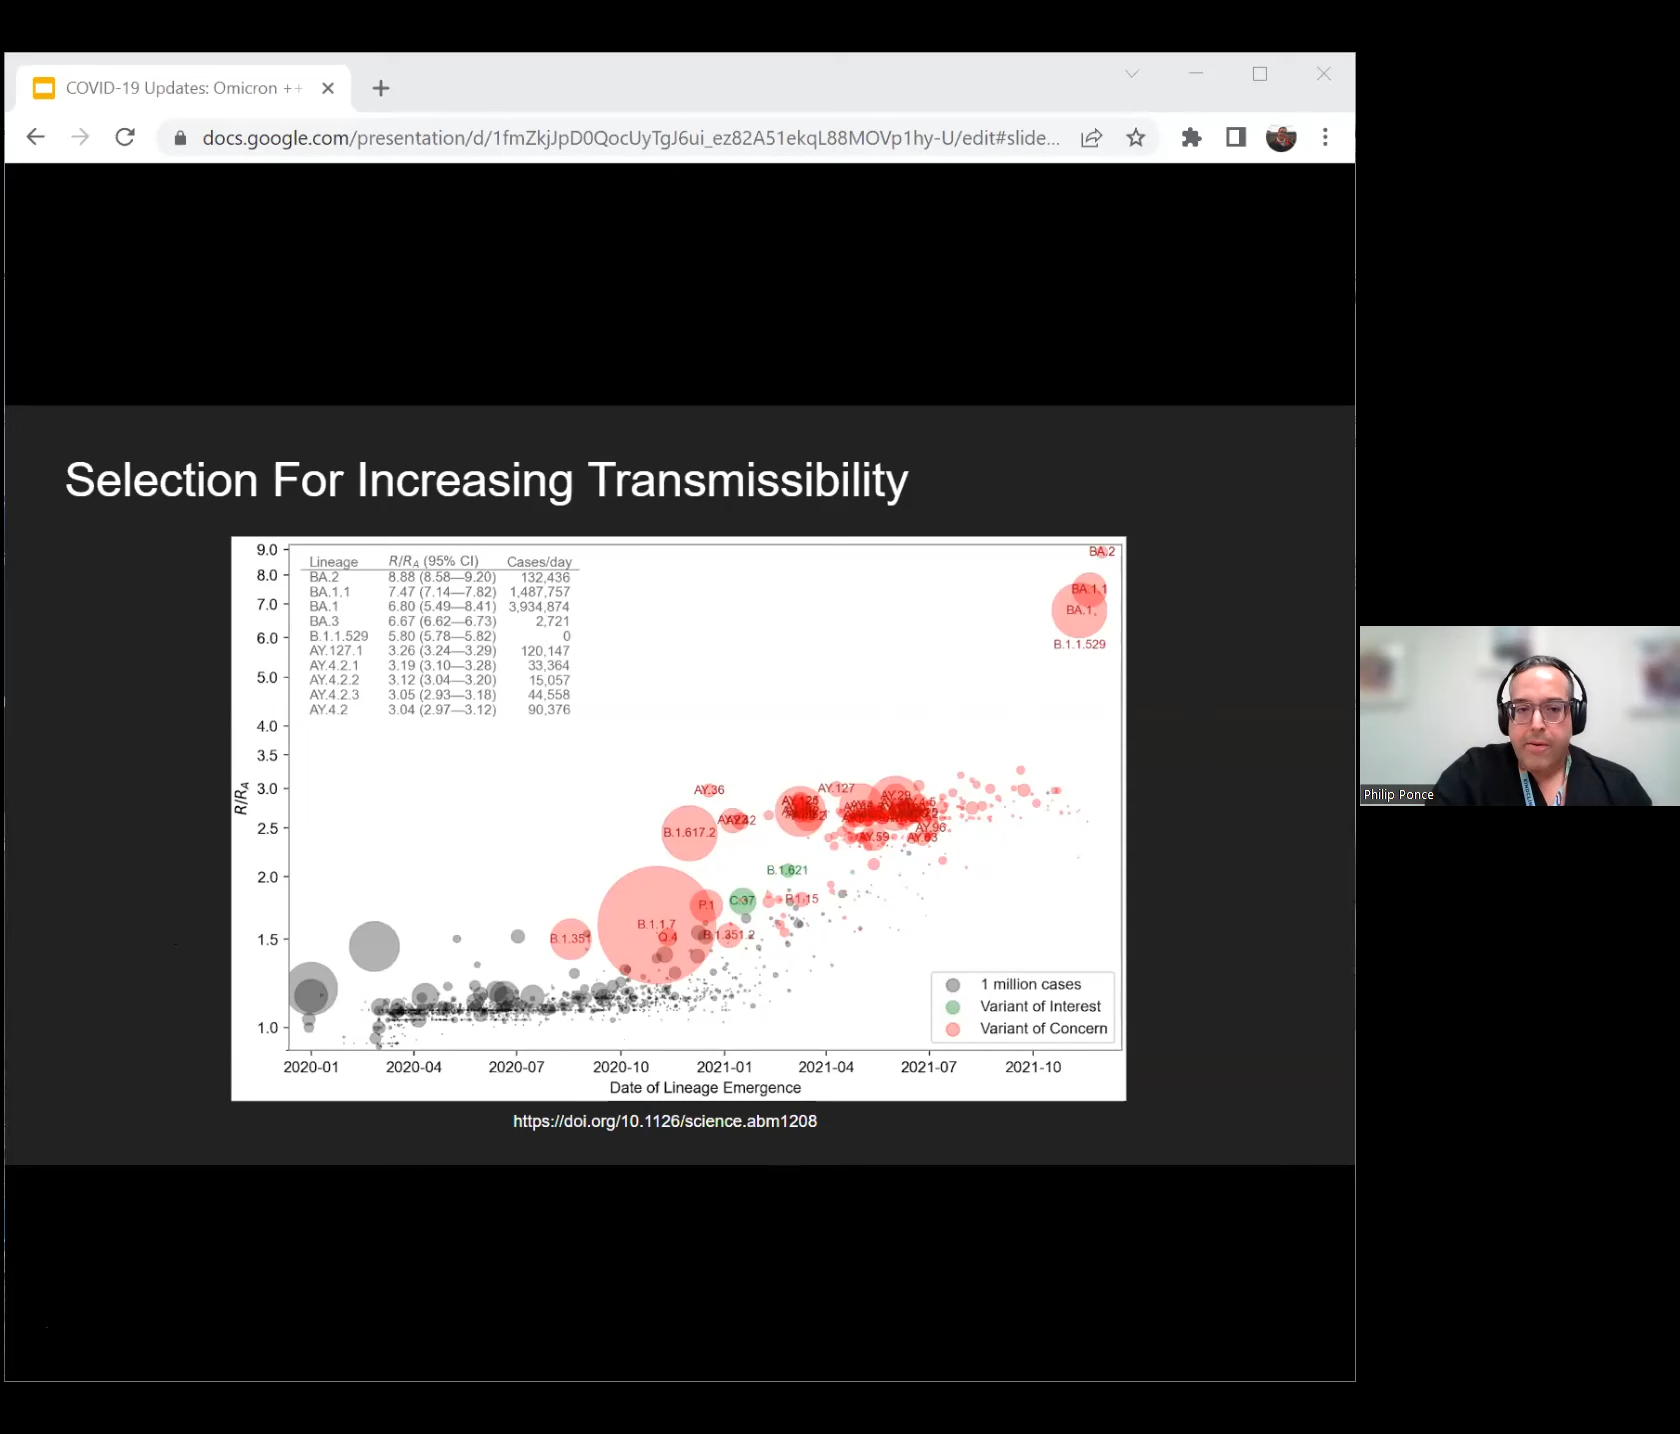 COVID-19 Updates: Omicron ++
docs.google.com/presentation/d/1fmZkjJpD0QocUyTgJ6ui_ez82A51ekqL88MOVp1hy-U/edit#slide...
Selection For Increasing Transmissibility
Lineage R/RA (95% CI) Cases/day
BA.2 8.88 (8.58—9.20) 132,436
BA.1.1 7.47 (7.14—7.82) 1,487,757
BA.1 6.80 (5.49—8.41) 3,934,874
BA.3 6.67 (6.62—6.73) 2,721
B.1.1.529 5.80 (5.78—5.82) 0
AY.127.1 3.26 (3.24—3.29) 120,147
AY.4.2.1 3.19 (3.10—3.28) 33,364
AY.4.2.2 3.12 (3.04—3.20) 15,057
AY.4.2.3 3.05 (2.93—3.18) 44,558
AY.4.2 3.04 (2.97—3.12) 90,376
9.0
8.0
7.0
6.0
5.0
4.0
3.5
3.0
2.5
2.0
1.5
1.0
R/RA
BA.2
BA.1.1
BA.1
B.1.1.529
AY.36
AY.127
AY.29
B.1.617.2
AY.96
AY.59
AY.63
B.1.621
P.1
C.37
P.1.15
B.1.1.7
Q.4
B.1.351
B.1.351.2
1 million cases
Variant of Interest
Variant of Concern
2020-01 2020-04 2020-07 2020-10 2021-01 2021-04 2021-07 2021-10
Date of Lineage Emergence
https://doi.org/10.1126/science.abm1208
Philip Ponce